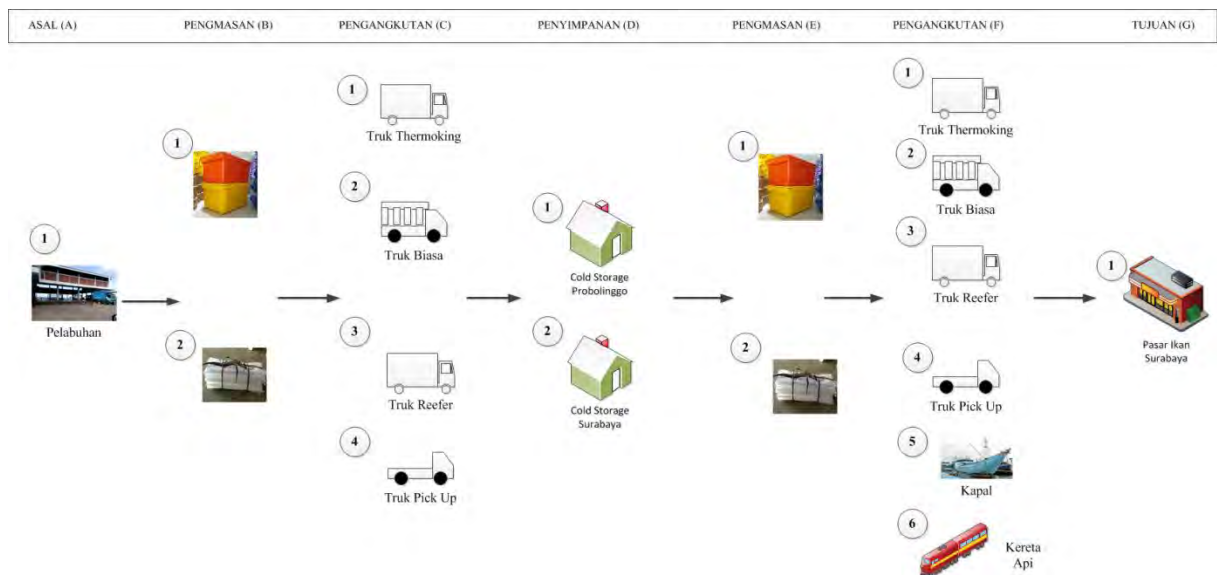 ASAL (A)
PENGMASAN (B)
PENGANGKUTAN (C)
PENYIMPANAN (D)
PENGMASAN (E)
PENGANGKUTAN (F)
TUJUAN (G)
1
Pelabuhan
1
2
1
Truk Thermoking
2
Truk Biasa
3
Truk Reefer
4
Truk Pick Up
1
Cold Storage
Probolinggo
2
Cold Storage
Surabaya
1
2
1
Truk Thermoking
2
Truk Biasa
3
Truk Reefer
4
Truk Pick Up
5
Kapal
6
Kereta
Api
1
Pasar Ikan
Surabaya